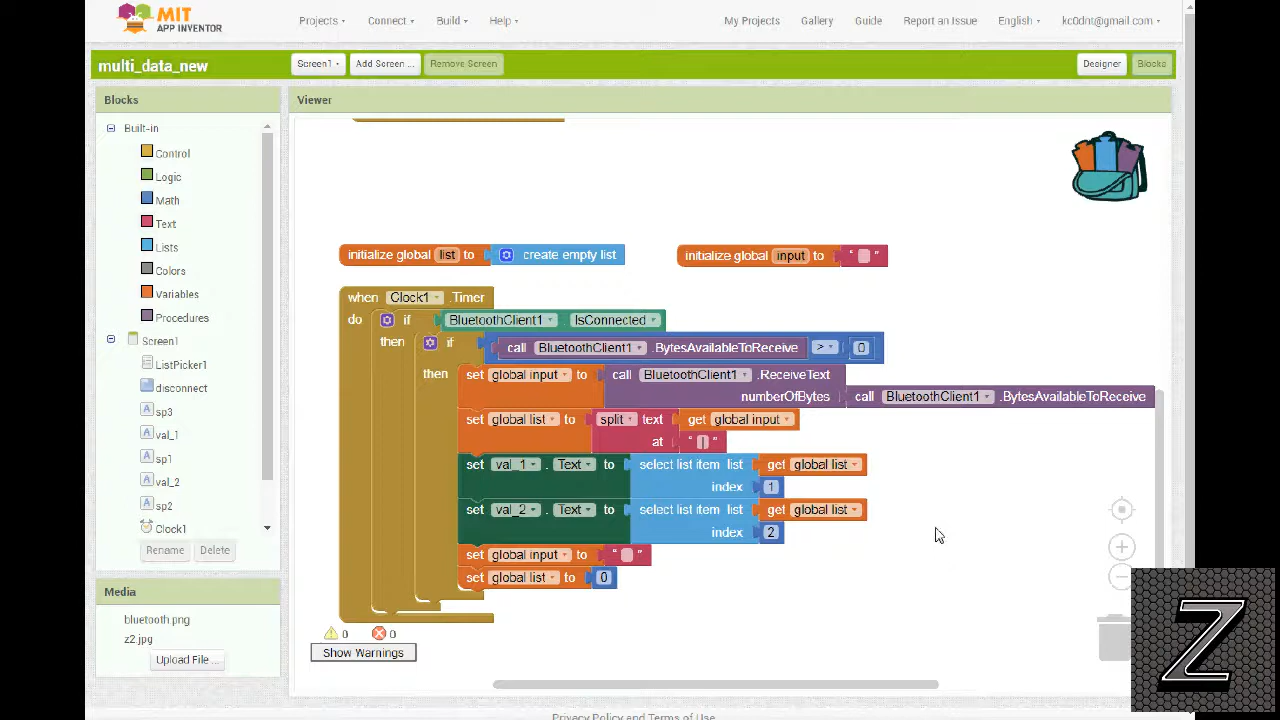 MIT
APP INVENTOR
Projects
Connect
Build
Help
My Projects
Gallery
Guide
Report an Issue
English
kc0dnt@gmail.com
multi_data_new
Screen1
Add Screen ...
Remove Screen
Designer
Blocks
Blocks
Viewer
Built-in
Control
Logic
Math
Text
Lists
Colors
Variables
Procedures
Screen1
ListPicker1
disconnect
sp3
val_1
sp1
val_2
sp2
Clock1
Rename
Delete
Media
bluetooth.png
z2.jpg
Upload File ...
initialize global list to create empty list
initialize global input to “ ”
when Clock1 .Timer
do if BluetoothClient1 . IsConnected
then if call BluetoothClient1 .BytesAvailableToReceive > 0
then set global input to call BluetoothClient1 .ReceiveText
numberOfBytes call BluetoothClient1 .BytesAvailableToReceive
set global list to split text get global input
at “ | ”
set val_1 . Text to select list item list get global list
index 1
set val_2 . Text to select list item list get global list
index 2
set global input to “ ”
set global list to 0
0 0
Show Warnings
Privacy Policy and Terms of Use
Z